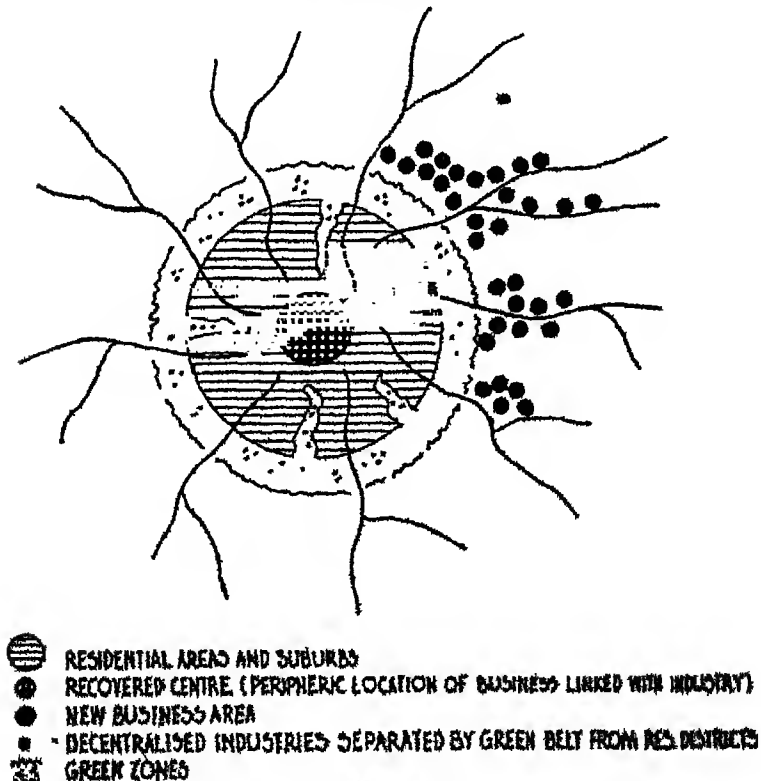 RESIDENTIAL AREAS AND SUBURBS
RECOVERED CENTRE (PERIPHERIC LOCATION OF BUSINESS LINKED WITH INDUSTRY)
NEW BUSINESS AREA
- DECENTRALISED INDUSTRIES SEPARATED BY GREEN BELT FROM RES. DISTRICTS
GREEN ZONES